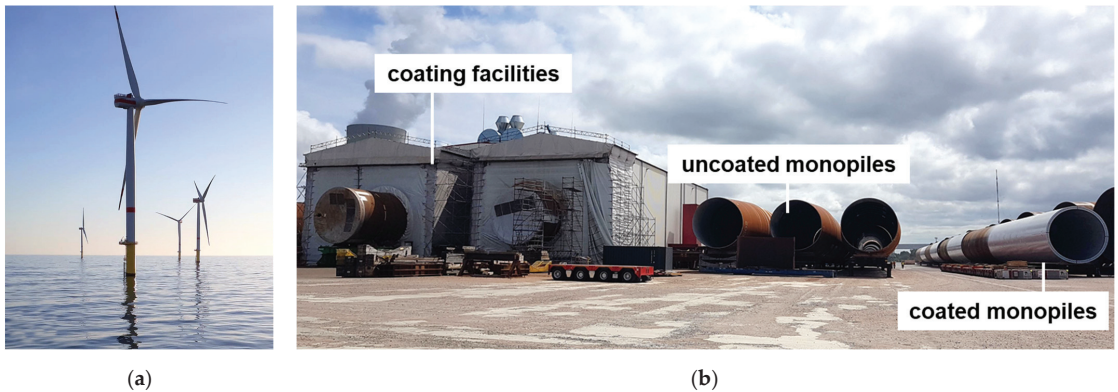 coating facilities
uncoated monopiles
coated monopiles
(a)
(b)